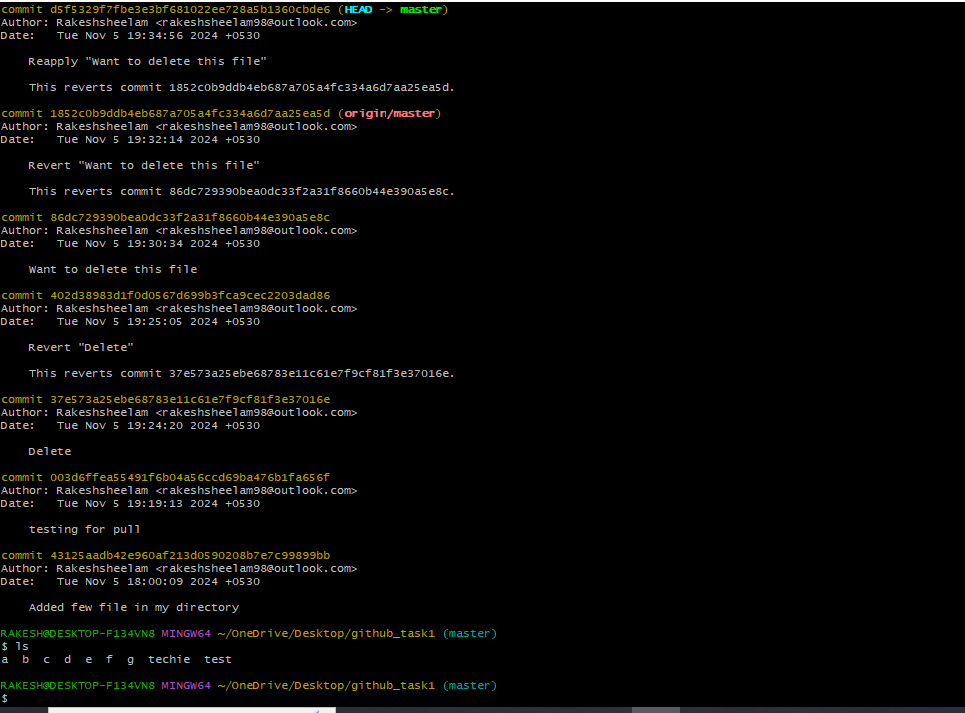 commit d5f5329f7fbe3e3bf681022ee728a5b1360cbde6 (HEAD -> master)
Author: Rakeshsheelam <rakeshsheelam98@outlook.com>
Date:   Tue Nov 5 19:34:56 2024 +0530
Reapply "Want to delete this file"
This reverts commit 1852c0b9ddb4eb687a705a4fc334a6d7aa25ea5d.
commit 1852c0b9ddb4eb687a705a4fc334a6d7aa25ea5d (origin/master)
Author: Rakeshsheelam <rakeshsheelam98@outlook.com>
Date:   Tue Nov 5 19:32:14 2024 +0530
Revert "Want to delete this file"
This reverts commit 86dc729390bea0dc33f2a31f8660b44e390a5e8c.
commit 86dc729390bea0dc33f2a31f8660b44e390a5e8c
Author: Rakeshsheelam <rakeshsheelam98@outlook.com>
Date:   Tue Nov 5 19:30:34 2024 +0530
Want to delete this file
commit 402d38983d1f0d0567d699b3fca9cec2203dad86
Author: Rakeshsheelam <rakeshsheelam98@outlook.com>
Date:   Tue Nov 5 19:25:05 2024 +0530
Revert "Delete"
This reverts commit 37e573a25ebe68783e11c61e7f9cf81f3e37016e.
commit 37e573a25ebe68783e11c61e7f9cf81f3e37016e
Author: Rakeshsheelam <rakeshsheelam98@outlook.com>
Date:   Tue Nov 5 19:24:20 2024 +0530
Delete
commit 003d6ffea55491f6b04a56ccd69ba476b1fa656f
Author: Rakeshsheelam <rakeshsheelam98@outlook.com>
Date:   Tue Nov 5 19:19:13 2024 +0530
testing for pull
commit 43125aadb42e960af213d0590208b7e7c99899bb
Author: Rakeshsheelam <rakeshsheelam98@outlook.com>
Date:   Tue Nov 5 18:00:09 2024 +0530
Added few file in my directory
RAKESH@DESKTOP-F134VN8 MINGW64 ~/OneDrive/Desktop/github_task1 (master)
$ ls
a  b  c  d  e  f  g  techie  test
RAKESH@DESKTOP-F134VN8 MINGW64 ~/OneDrive/Desktop/github_task1 (master)
$